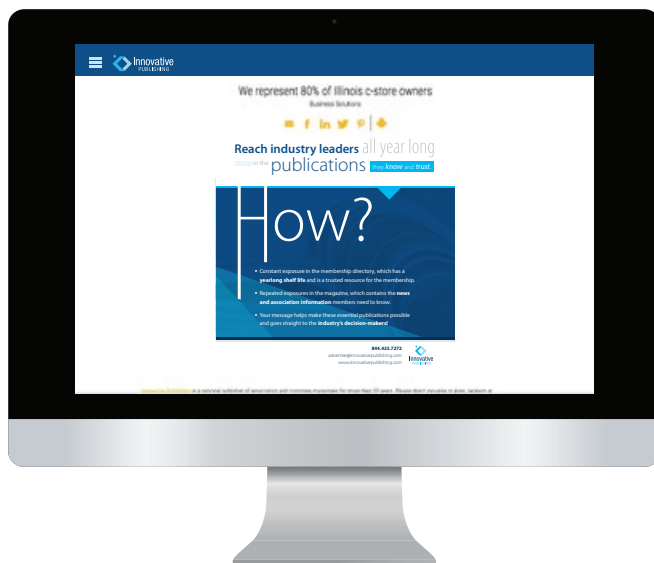 Innovative
PUBLISHING
We represent 80% of Illinois c-store owners
Business Solutions
Reach industry leaders all year long
in the publications they know and trust.
How?
• Constant exposure in the membership directory, which has a
yearlong shelf life and is a trusted resource for the membership.
• Repeated exposures in the magazine, which contains the news
and association information members need to know.
• Your message helps make these essential publications possible
and goes straight to the industry's decision-makers!
844.423.7272
advertise@innovativepublishing.com
www.innovativepublishing.com
Innovative
PUBLISHING